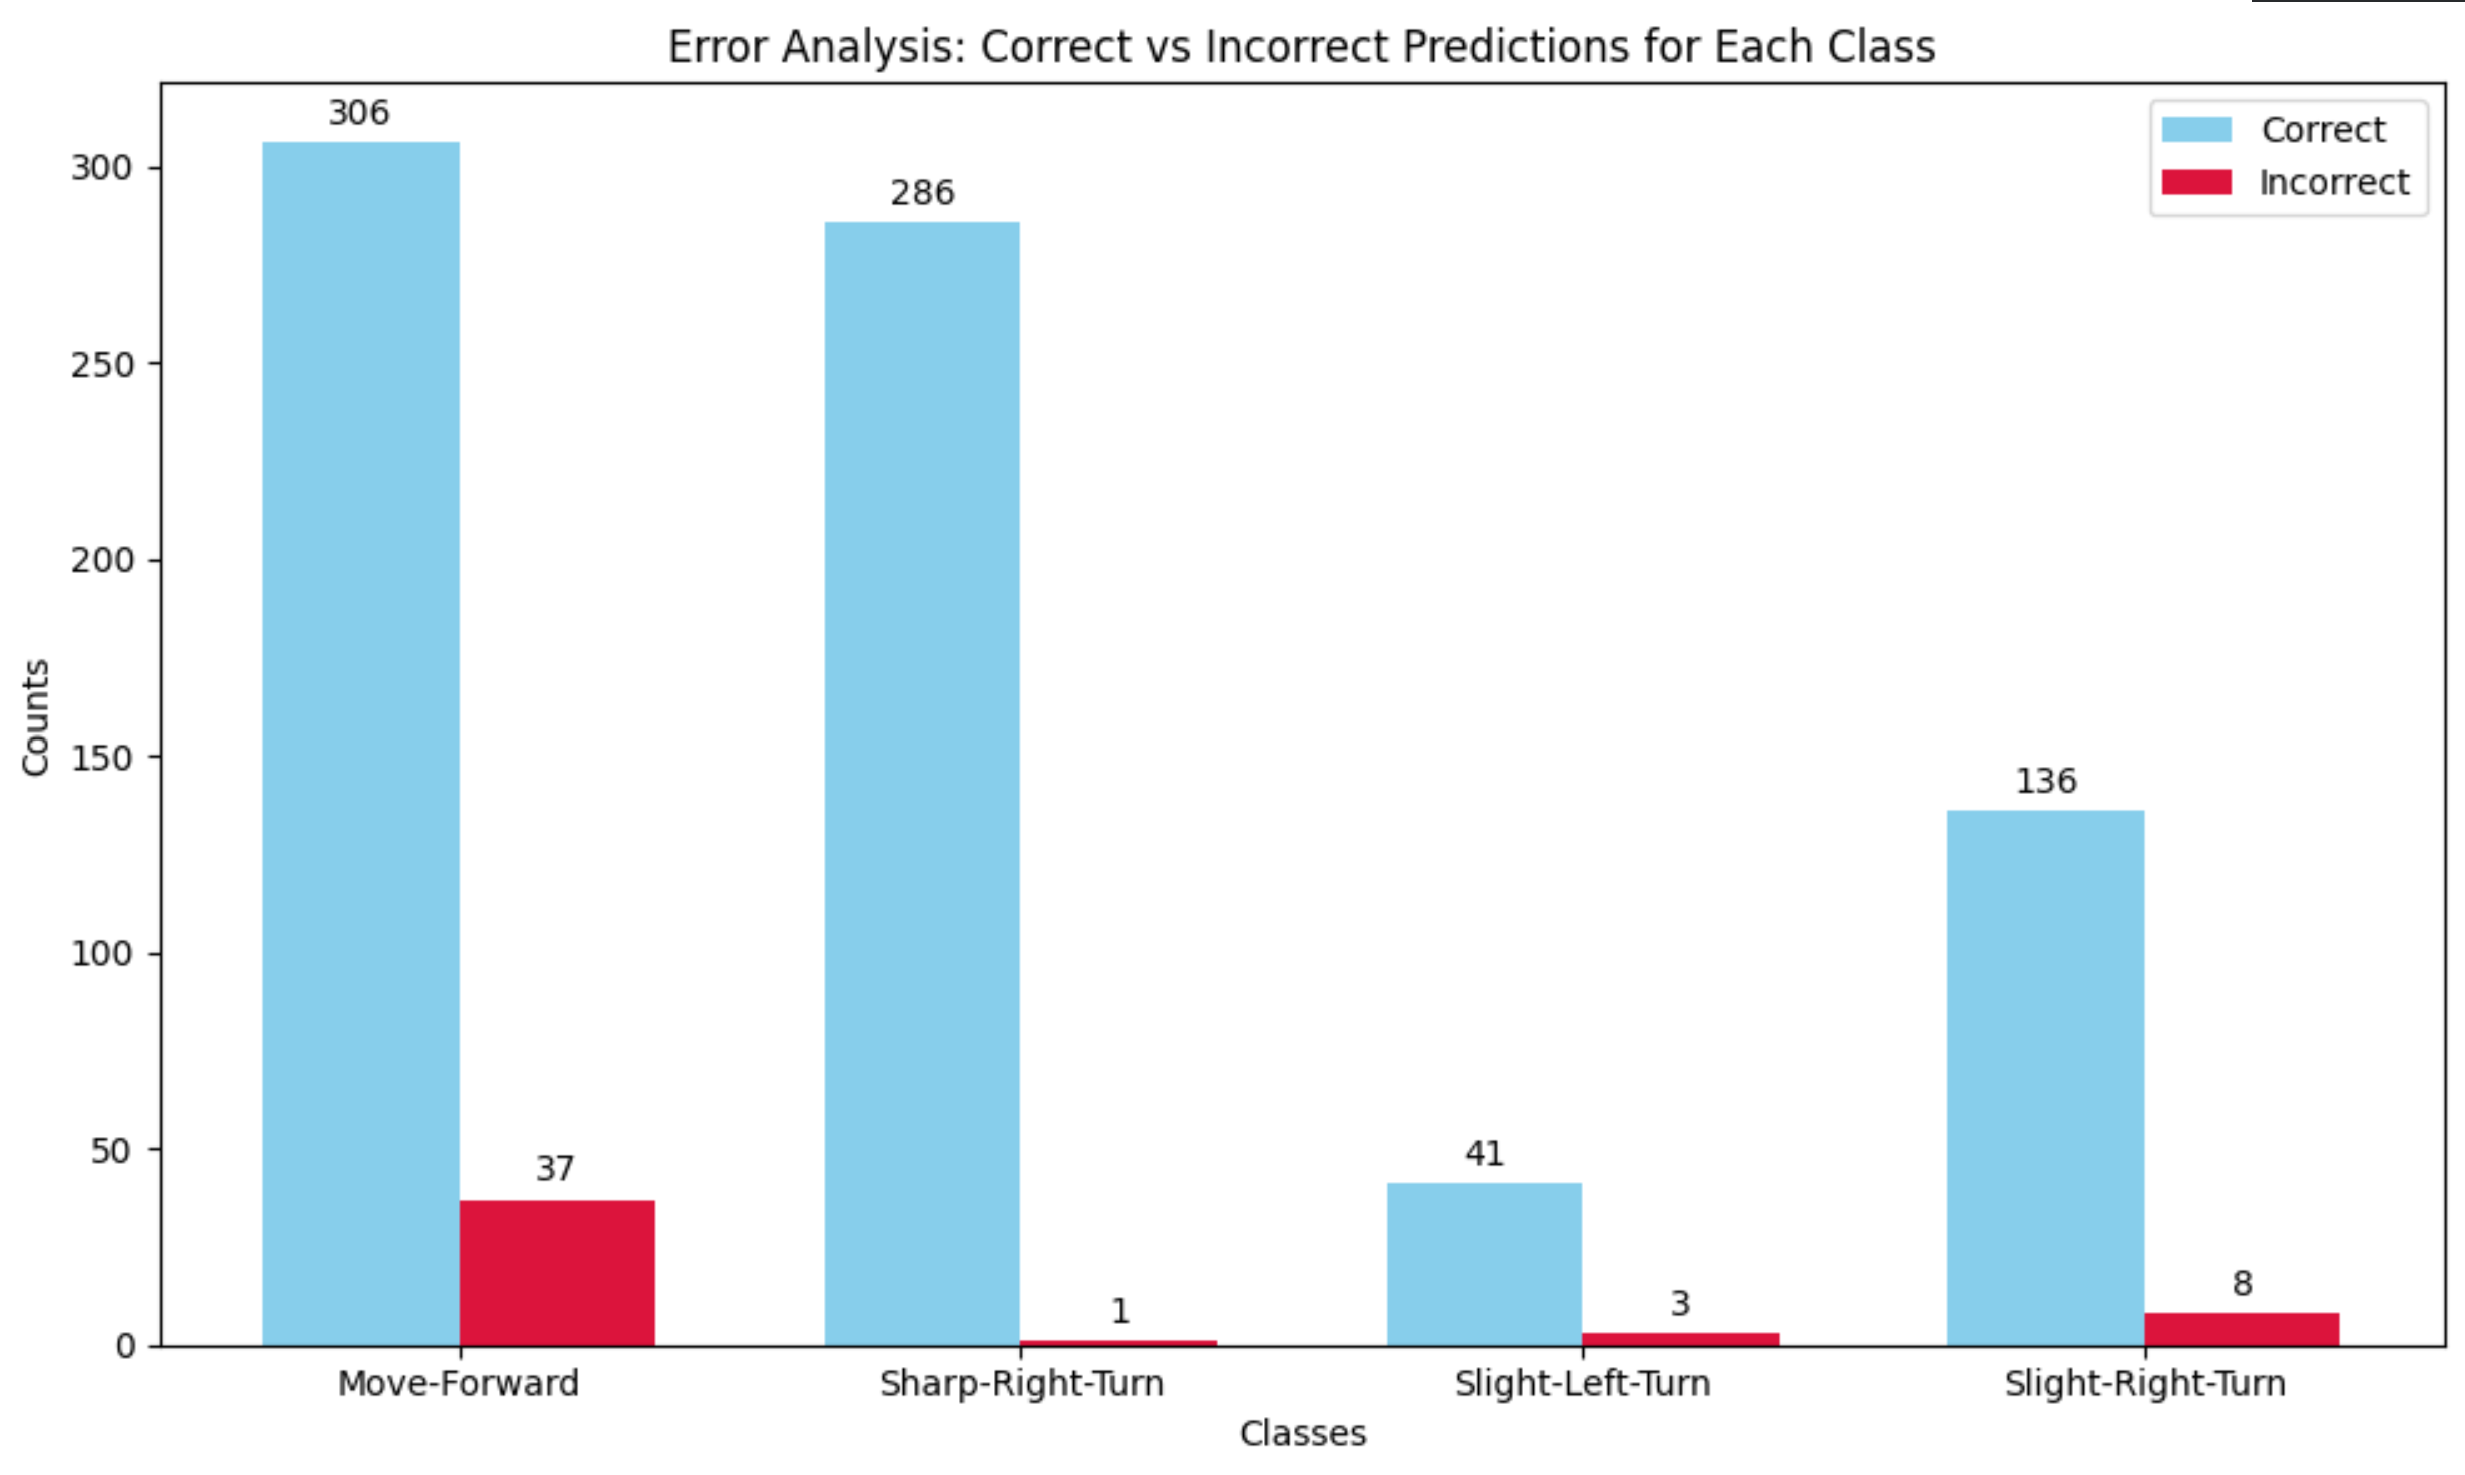 Error Analysis: Correct vs Incorrect Predictions for Each Class
Correct
Incorrect
306
286
136
41
37
1
3
8
300
250
200
150
100
50
0
Counts
Move-Forward
Sharp-Right-Turn
Slight-Left-Turn
Slight-Right-Turn
Classes